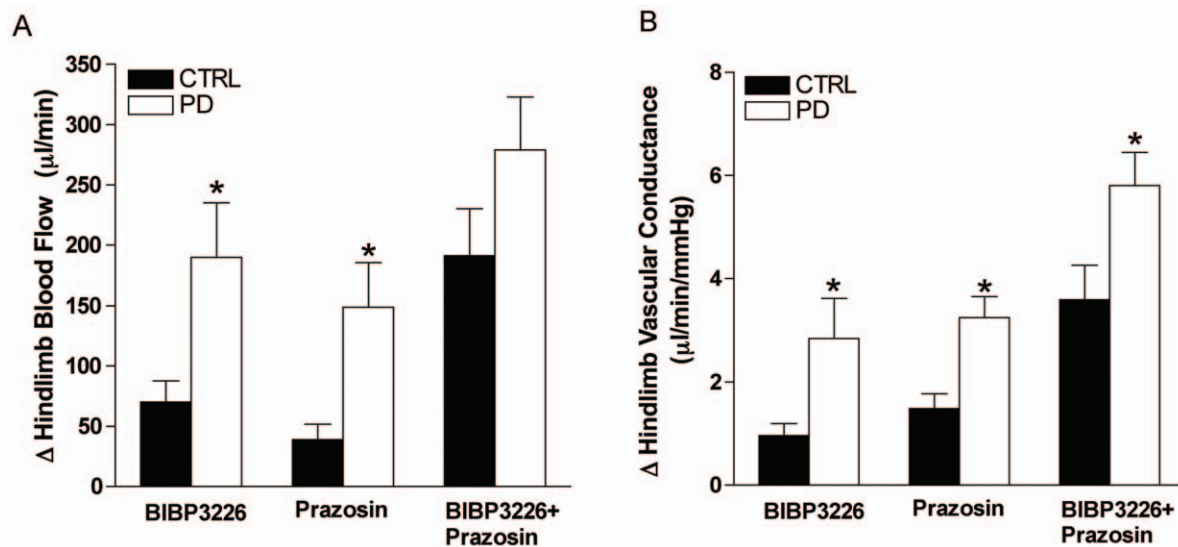 A
Δ Hindlimb Blood Flow (μl/min)
350
300
250
200
150
100
50
0
CTRL
PD
*
*
BIBP3226
Prazosin
BIBP3226+
Prazosin
B
Δ Hindlimb Vascular Conductance
(μl/min/mmHg)
8
6
4
2
0
CTRL
PD
*
*
*
BIBP3226
Prazosin
BIBP3226+
Prazosin